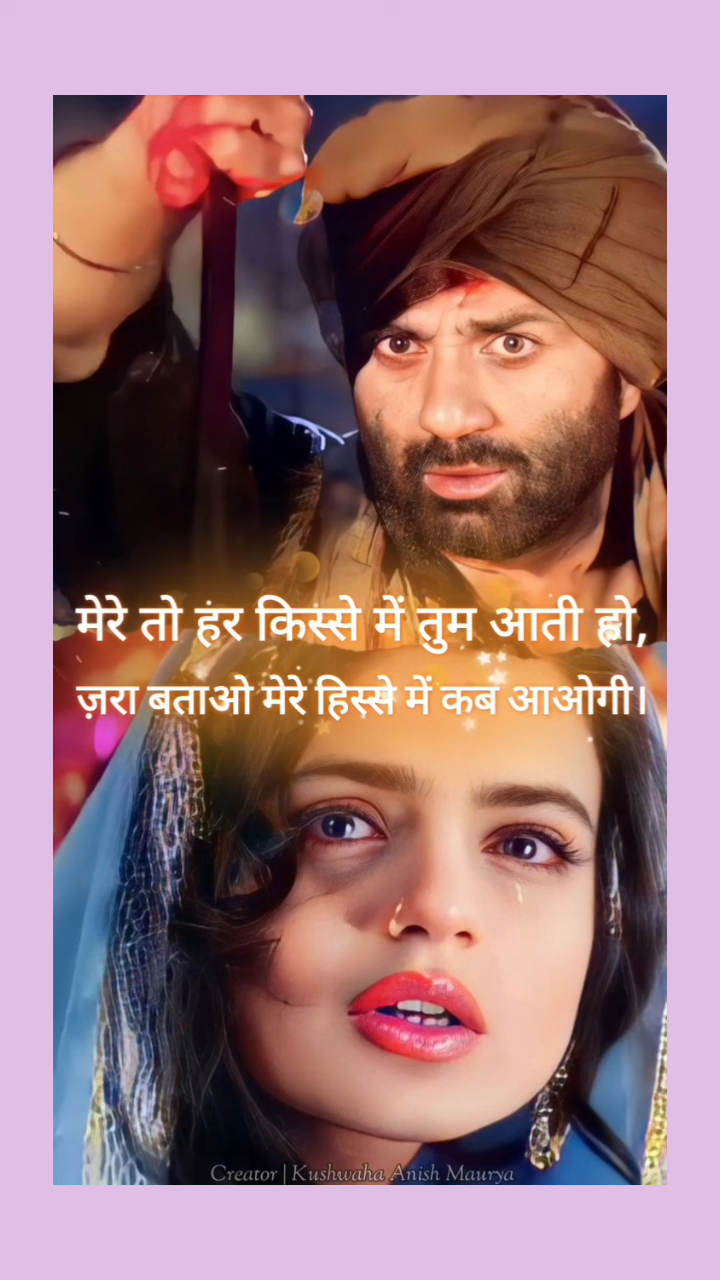 मेरे तो हर किस्से में तुम आती हो,
ज़रा बताओ मेरे हिस्से में कब आओगी।
Creator | Kushwaha Anish Maurya